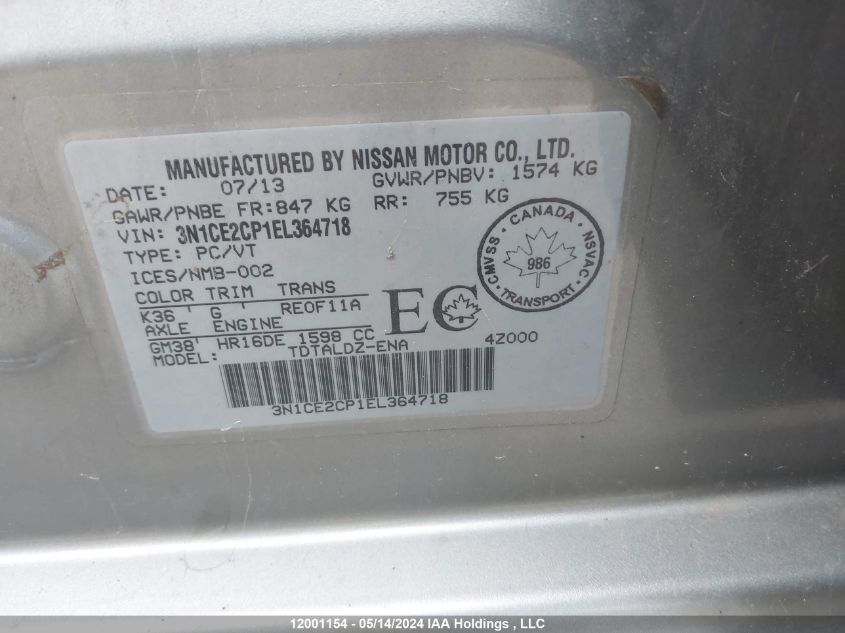 MANUFACTURED BY NISSAN MOTOR CO., LTD.
DATE: 07/13 GVWR/PNBV: 1574 KG
GAWR/PNBE FR:847 KG RR: 755 KG
VIN: 3N1CE2CP1EL364718
TYPE: PC/VT
ICES/NMB-002
COLOR TRIM TRANS
K36 G RE0F11A
AXLE ENGINE
GM38 HR16DE 1598 CC
MODEL: TDTALDZ-ENA 4Z000
3N1CE2CP1EL364718
EC
CANADA
CMVSS 986 NSVAC
TRANSPORT
12001154 - 05/14/2024 IAA Holdings , LLC